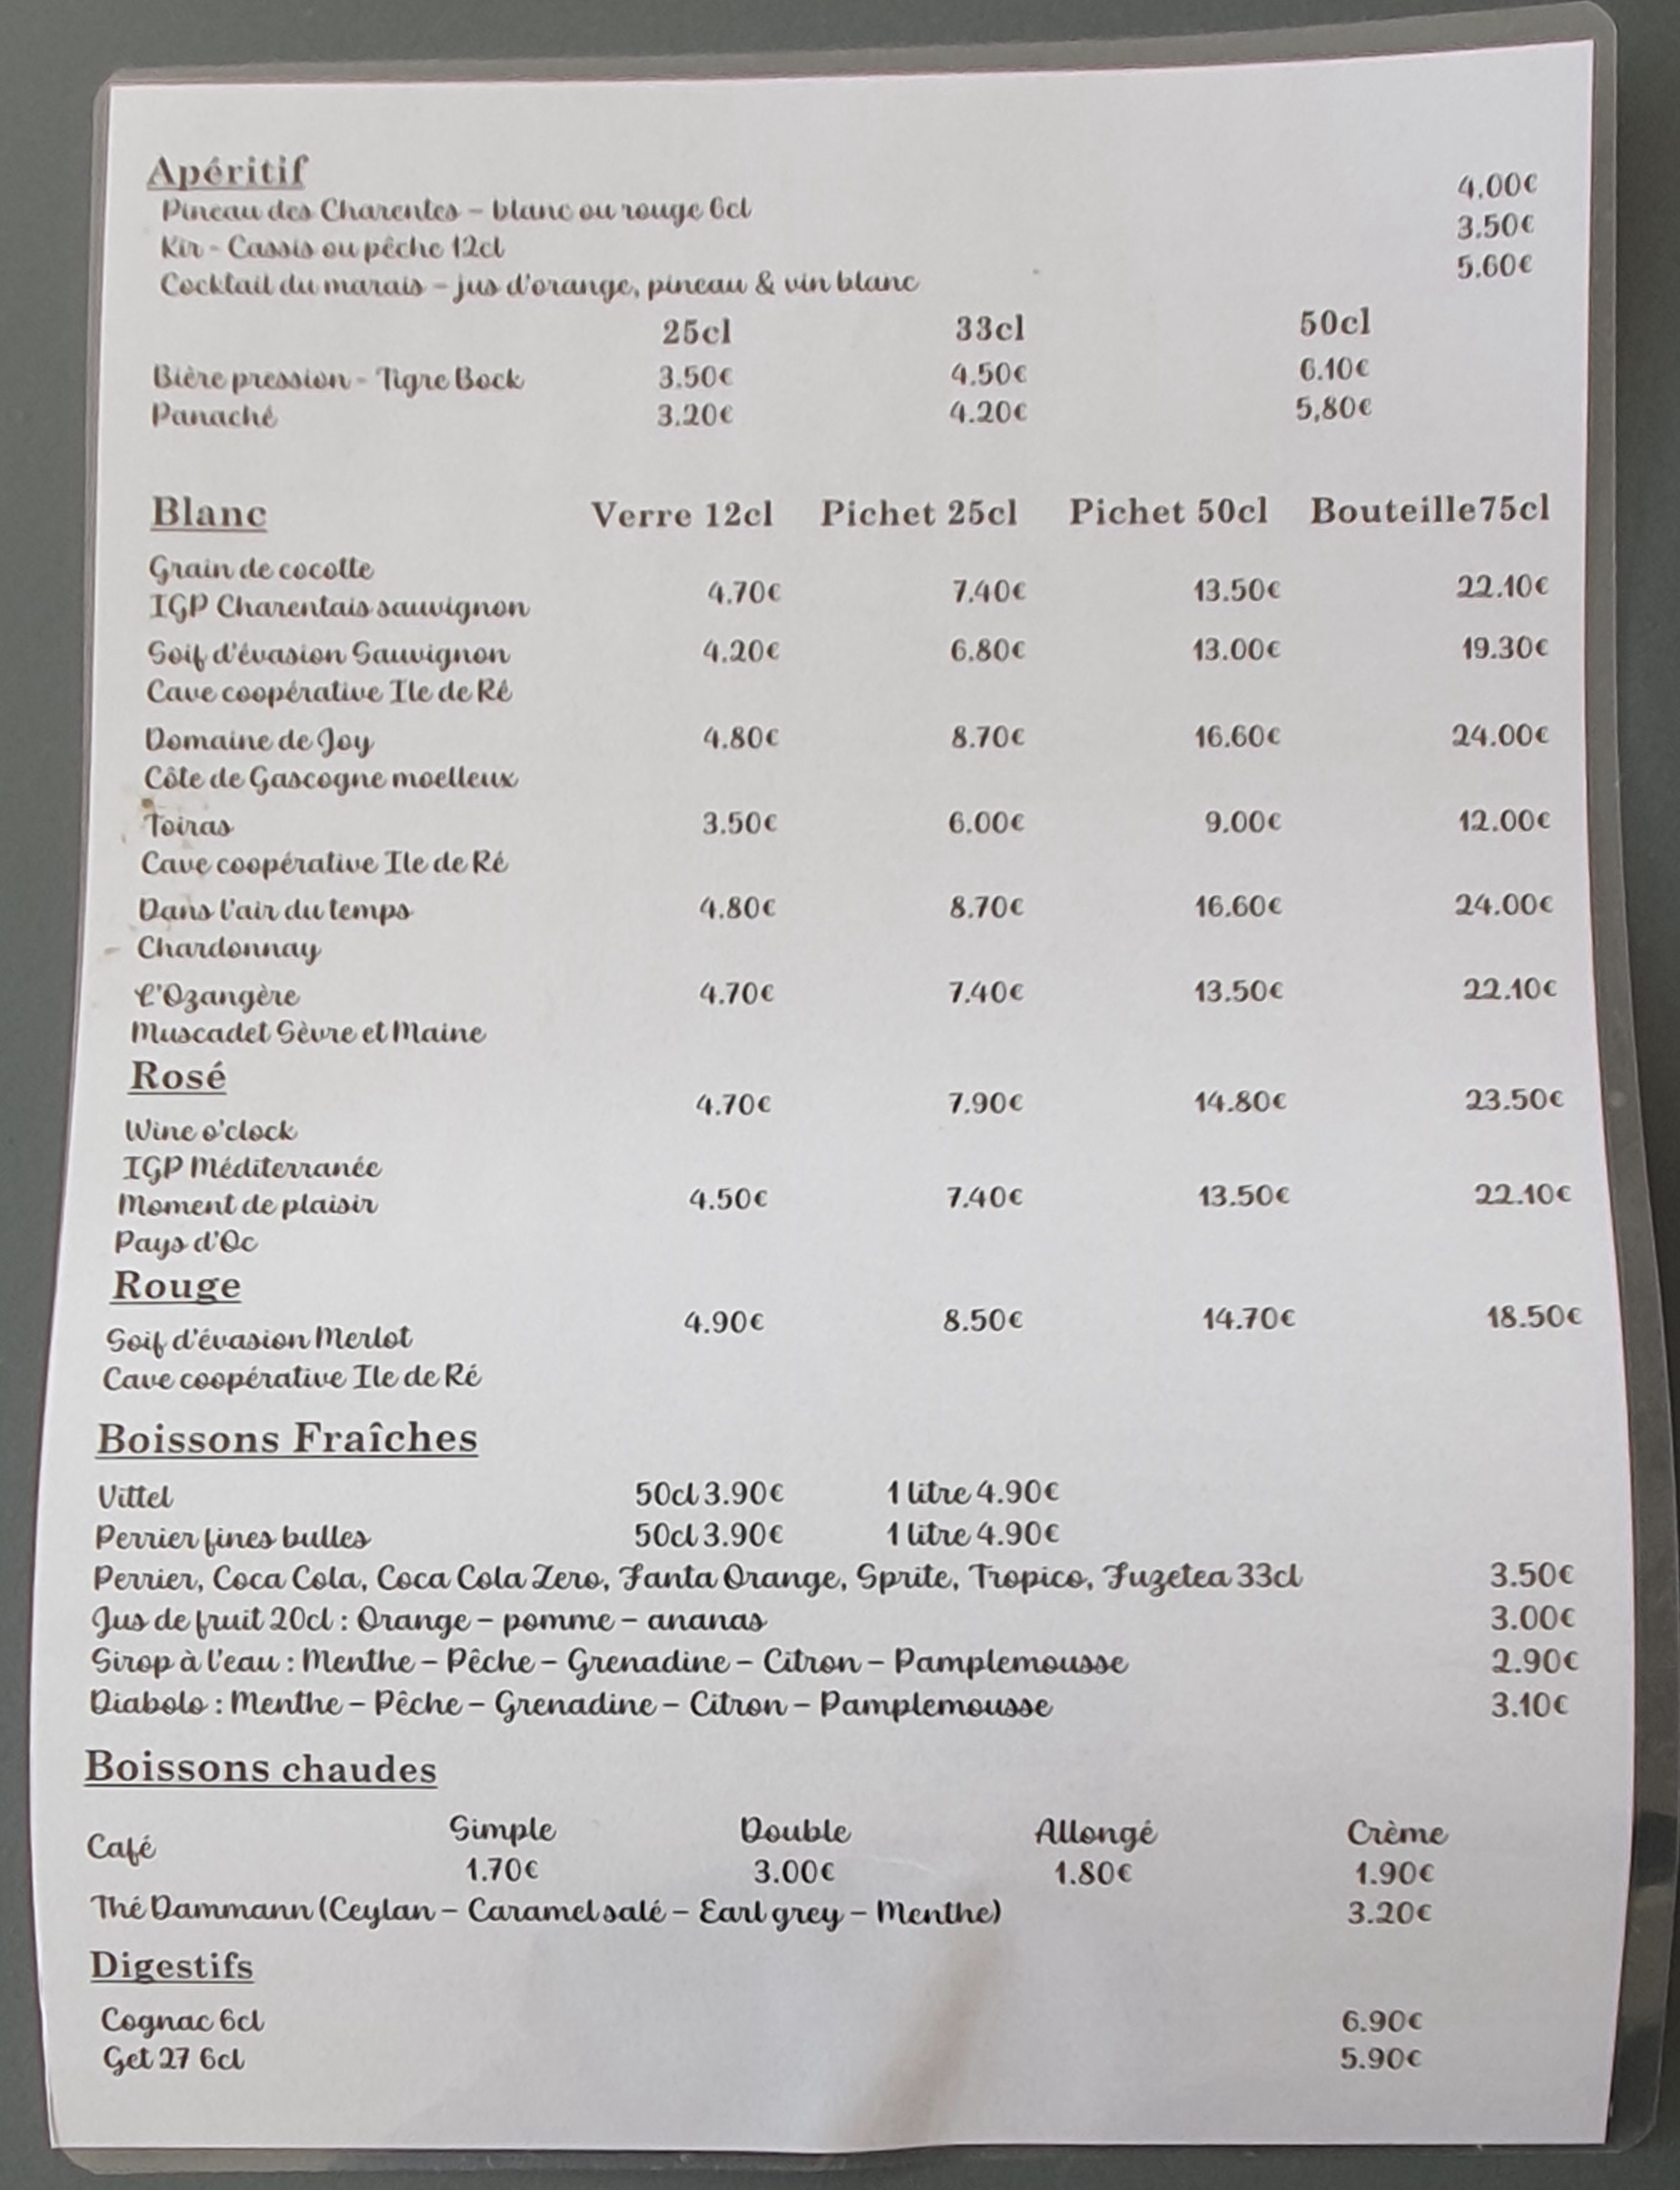 Apéritif
Pineau des Charentes - blanc ou rouge 6cl 4.00€
Kir - Cassis ou pêche 12cl 3.50€
Cocktail du marais - jus d'orange, pineau & vin blanc 5.60€
25cl 33cl 50cl
Bière pression - Tigre Bock 3.50€ 4.50€ 6.10€
Panaché 3.20€ 4.20€ 5,80€
Blanc Verre 12cl Pichet 25cl Pichet 50cl Bouteille75cl
Grain de cocotte
IGP Charentais sauvignon 4.70€ 7.40€ 13.50€ 22.10€
Soif d'évasion Sauvignon 4.20€ 6.80€ 13.00€ 19.30€
Cave coopérative Ile de Ré
Domaine de Joy 4.80€ 8.70€ 16.60€ 24.00€
Côte de Gascogne moelleux
Toiras 3.50€ 6.00€ 9.00€ 12.00€
Cave coopérative Ile de Ré
Dans l'air du temps 4.80€ 8.70€ 16.60€ 24.00€
Chardonnay
L'Ozangère 4.70€ 7.40€ 13.50€ 22.10€
Muscadet Sèvre et Maine
Rosé
4.70€ 7.90€ 14.80€ 23.50€
Wine o'clock
IGP Méditerranée
Moment de plaisir 4.50€ 7.40€ 13.50€ 22.10€
Pays d'Oc
Rouge
Soif d'évasion Merlot 4.90€ 8.50€ 14.70€ 18.50€
Cave coopérative Ile de Ré
Boissons Fraîches
Vittel 50cl 3.90€ 1 litre 4.90€
Perrier fines bulles 50cl 3.90€ 1 litre 4.90€
Perrier, Coca Cola, Coca Cola Zero, Fanta Orange, Sprite, Tropico, Fuzetea 33cl 3.50€
Jus de fruit 20cl : Orange - pomme - ananas 3.00€
Sirop à l'eau : Menthe - Pêche - Grenadine - Citron - Pamplemousse 2.90€
Diabolo : Menthe - Pêche - Grenadine - Citron - Pamplemousse 3.10€
Boissons chaudes
Simple Double Allongé Crème
Café 1.70€ 3.00€ 1.80€ 1.90€
Thé Dammann (Ceylan - Caramel salé - Earl grey - Menthe) 3.20€
Digestifs
Cognac 6cl 6.90€
Get 27 6cl 5.90€